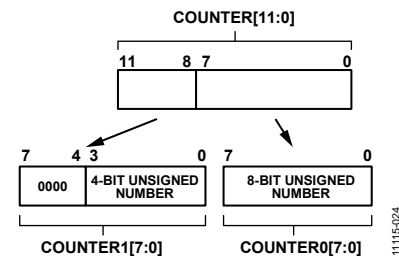 COUNTER[11:0]
11 8 7 0
7 4 3 0 7 0
0000 4-BIT UNSIGNED NUMBER 8-BIT UNSIGNED NUMBER
COUNTER1[7:0] COUNTER0[7:0]
11115-024